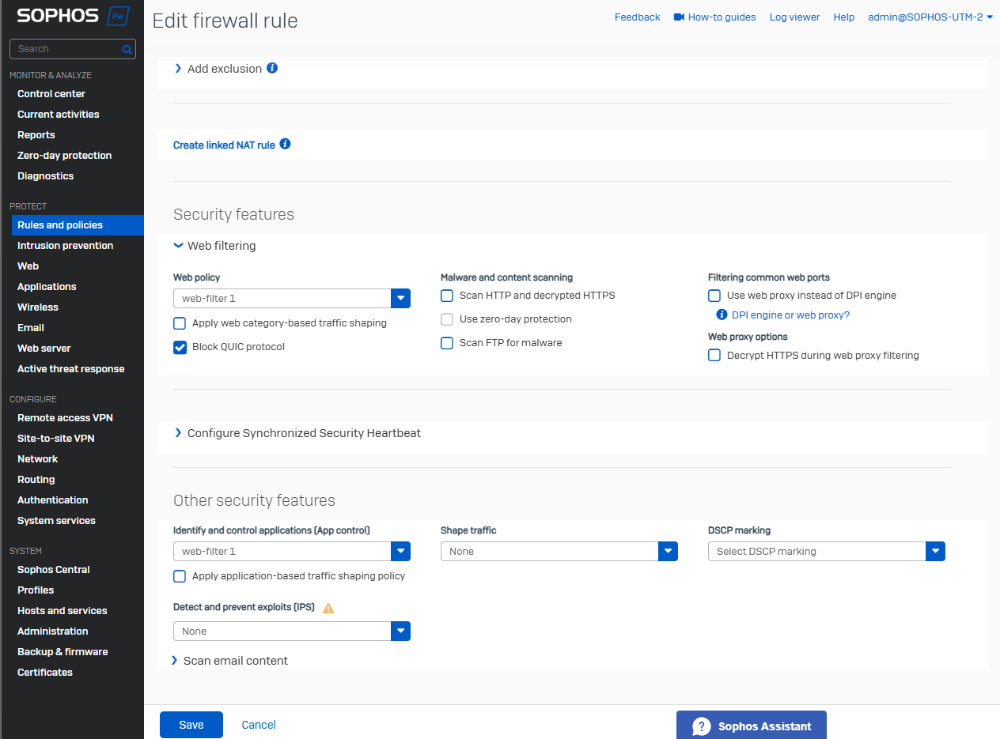 SOPHOS Fw
Edit firewall rule
Feedback How-to guides Log viewer Help admin@SOPHOS-UTM-2
Search
MONITOR & ANALYZE
Control center
Current activities
Reports
Zero-day protection
Diagnostics
PROTECT
Rules and policies
Intrusion prevention
Web
Applications
Wireless
Email
Web server
Active threat response
CONFIGURE
Remote access VPN
Site-to-site VPN
Network
Routing
Authentication
System services
SYSTEM
Sophos Central
Profiles
Hosts and services
Administration
Backup & firmware
Certificates
Add exclusion
Create linked NAT rule
Security features
Web filtering
Web policy
web-filter 1
Apply web category-based traffic shaping
Block QUIC protocol
Malware and content scanning
Scan HTTP and decrypted HTTPS
Use zero-day protection
Scan FTP for malware
Filtering common web ports
Use web proxy instead of DPI engine
DPI engine or web proxy?
Web proxy options
Decrypt HTTPS during web proxy filtering
Configure Synchronized Security Heartbeat
Other security features
Identify and control applications (App control)
web-filter 1
Apply application-based traffic shaping policy
Shape traffic
None
DSCP marking
Select DSCP marking
Detect and prevent exploits (IPS)
None
Scan email content
Save Cancel
Sophos Assistant